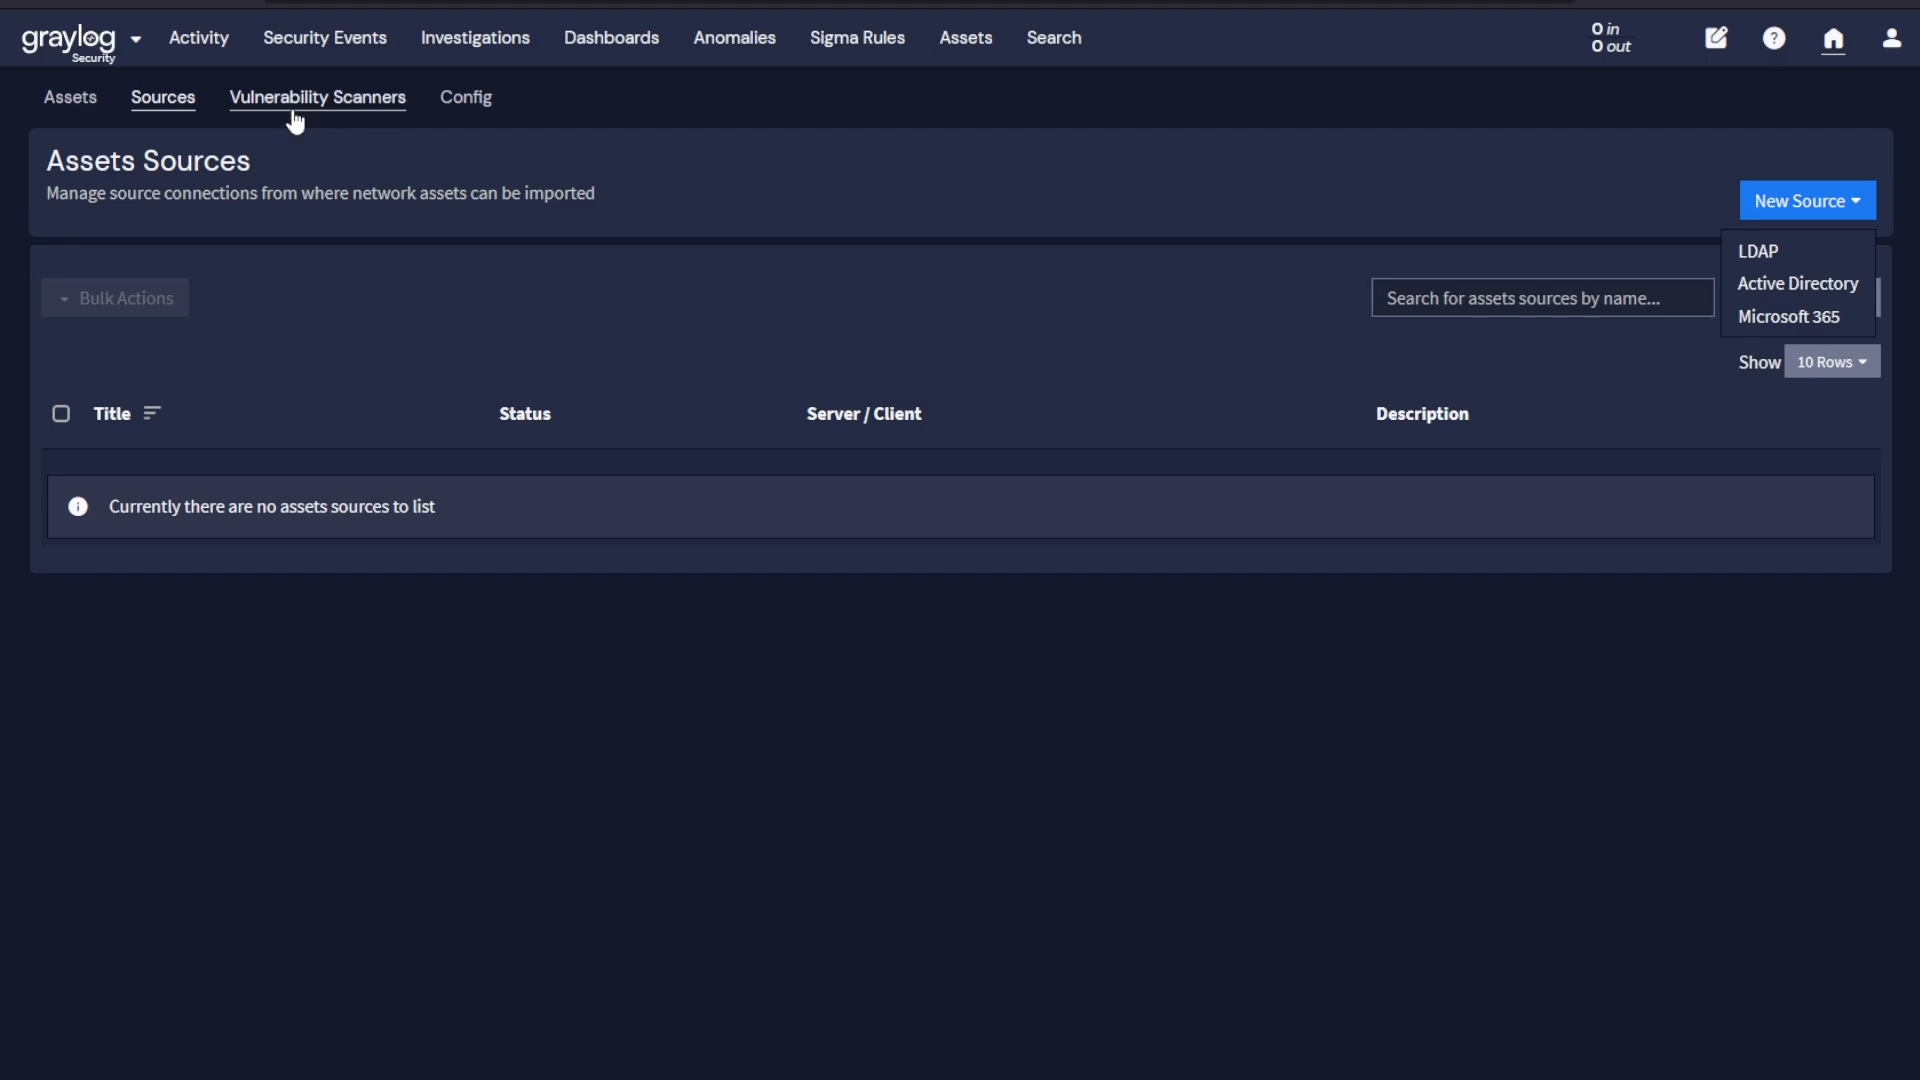 graylog Security Activity Security Events Investigations Dashboards Anomalies Sigma Rules Assets Search 0 in
0 out
Assets Sources Vulnerability Scanners Config
Assets Sources
Manage source connections from where network assets can be imported
New Source
LDAP
Active Directory
Microsoft 365
Bulk Actions Search for assets sources by name...
Show 10 Rows
Title Status Server / Client Description
Currently there are no assets sources to list